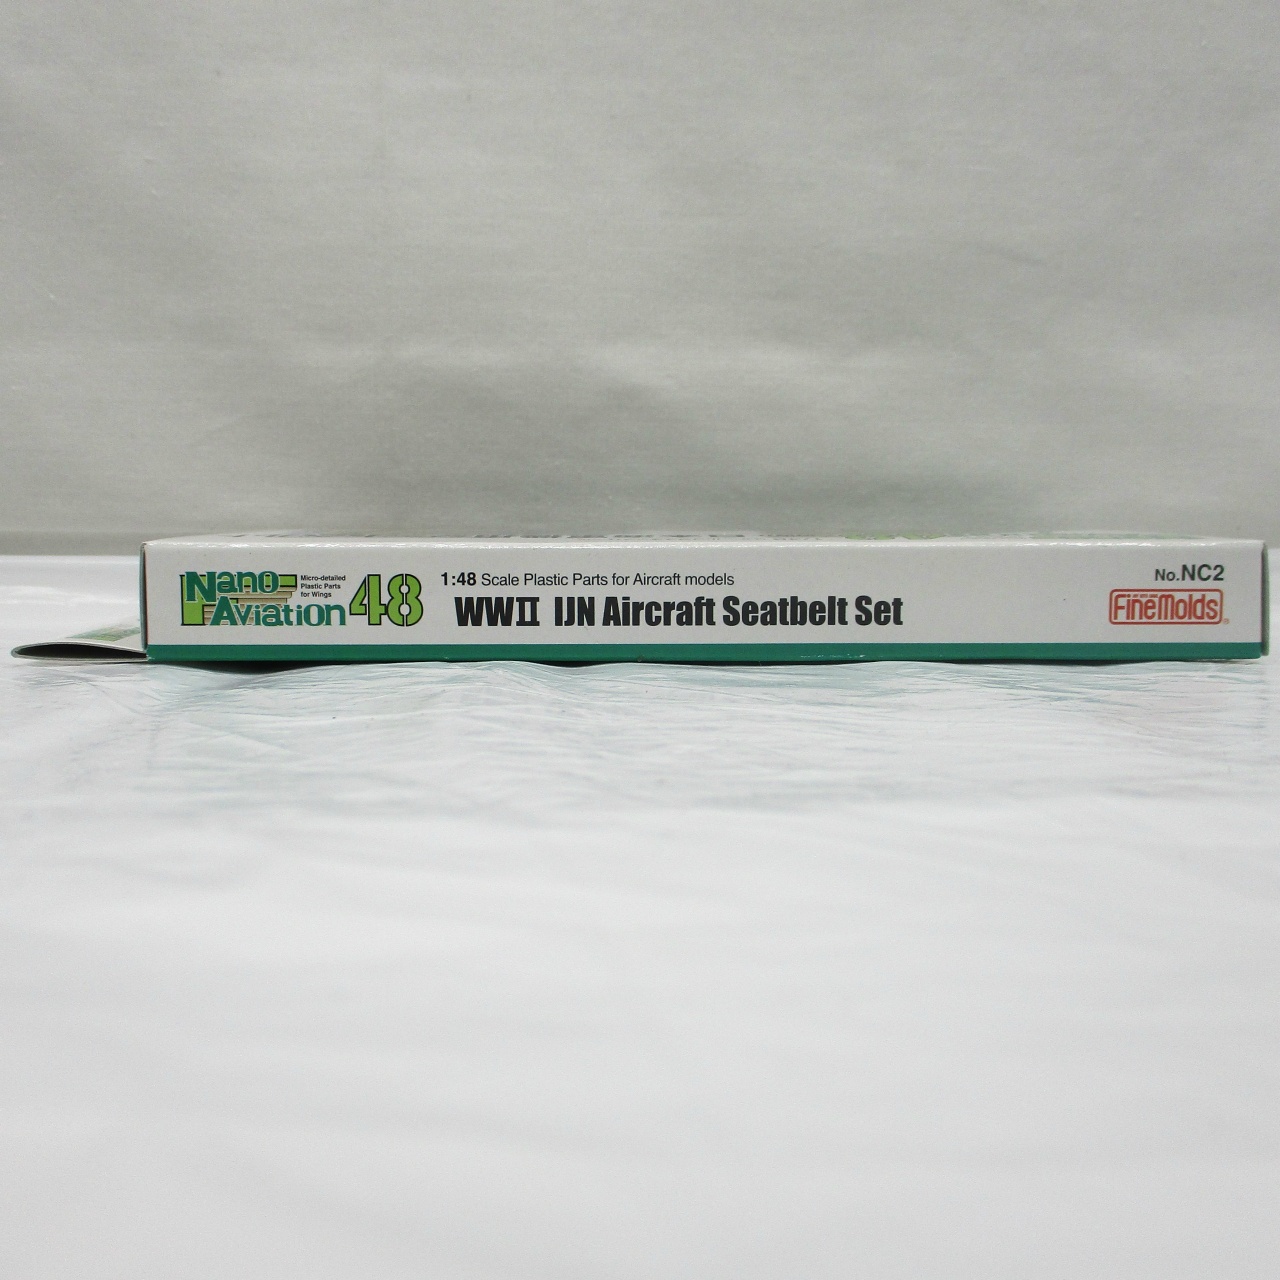 Nano-Aviation 48
Micro-detailed
Plastic Parts
for Wings
1:48 Scale Plastic Parts for Aircraft models
WWII IJN Aircraft Seatbelt Set
No.NC2
FineMolds